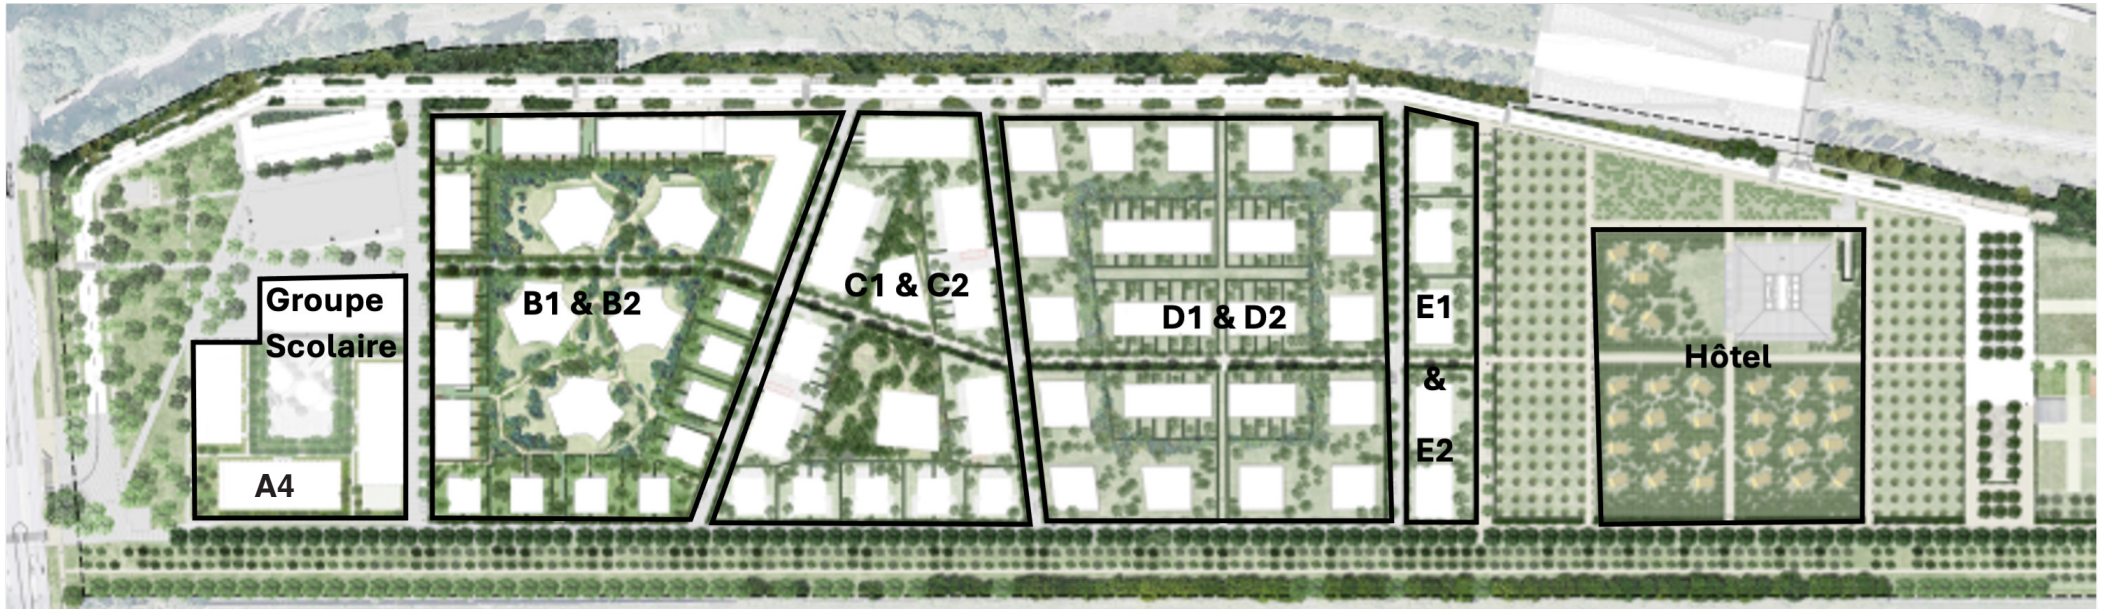 Groupe
Scolaire
A4
B1 & B2
C1 & C2
D1 & D2
E1
&
E2
Hôtel